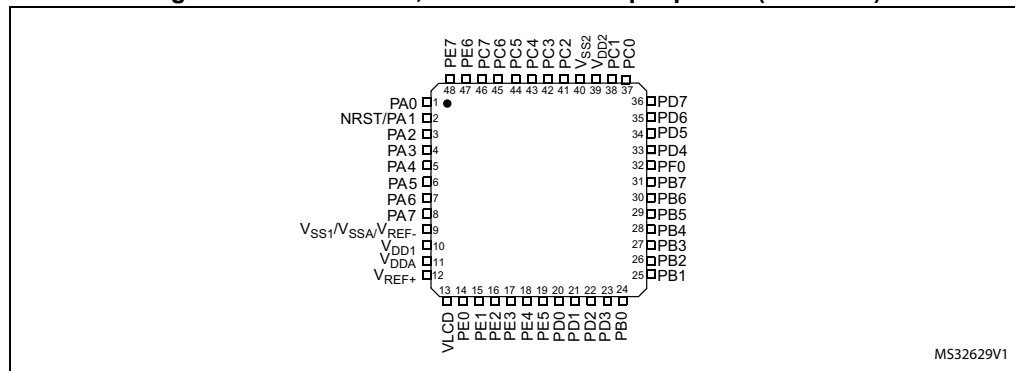 PE7
PE6
PC7
PC6
PC5
PC4
PC3
PC2
VSS2
VDD2
PC1
PC0
48 47 46 45 44 43 42 41 40 39 38 37
PA0 1
NRST/PA1 2
PA2 3
PA3 4
PA4 5
PA5 6
PA6 7
PA7 8
VSS1/VSSA/VREF- 9
VDD1 10
VDDA 11
VREF+ 12
36 PD7
35 PD6
34 PD5
33 PD4
32 PF0
31 PB7
30 PB6
29 PB5
28 PB4
27 PB3
26 PB2
25 PB1
13 14 15 16 17 18 19 20 21 22 23 24
VLCD
PE0
PE1
PE2
PE3
PE4
PE5
PD0
PD1
PD2
PD3
PB0
MS32629V1